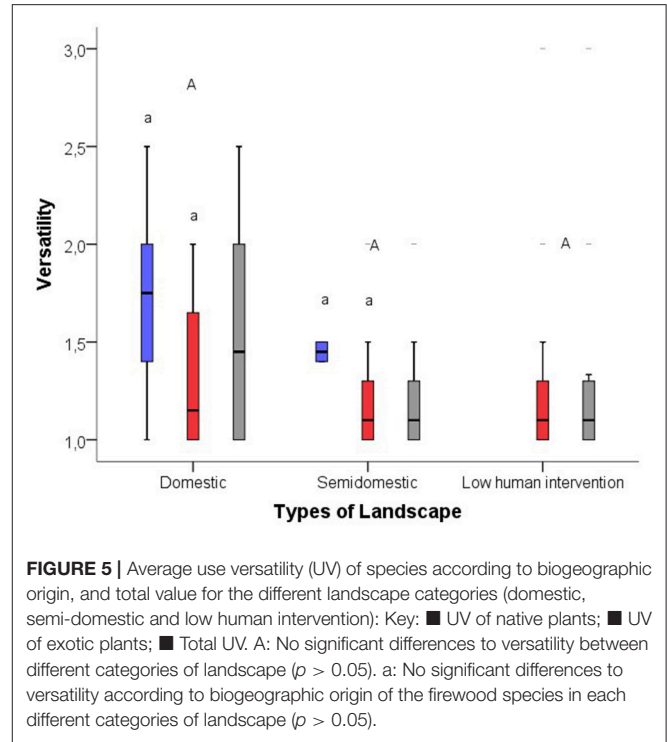 3,0
2,5
2,0
1,5
1,0
Versatility
a
A
a
a
A
a
A
Domestic
Semidomestic
Low human intervention
Types of Landscape
FIGURE 5 | Average use versatility (UV) of species according to biogeographic
origin, and total value for the different landscape categories (domestic,
semi-domestic and low human intervention): Key: ■ UV of native plants; ■ UV
of exotic plants; ■ Total UV. A: No significant differences to versatility between
different categories of landscape (p > 0.05). a: No significant differences to
versatility according to biogeographic origin of the firewood species in each
different categories of landscape (p > 0.05).